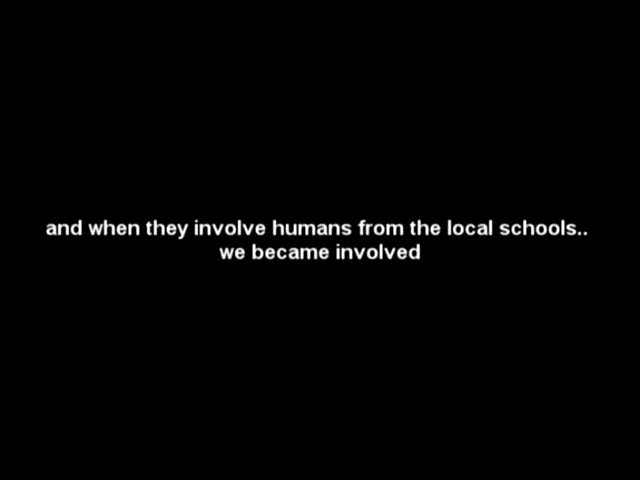 and when they involve humans from the local schools..
we became involved